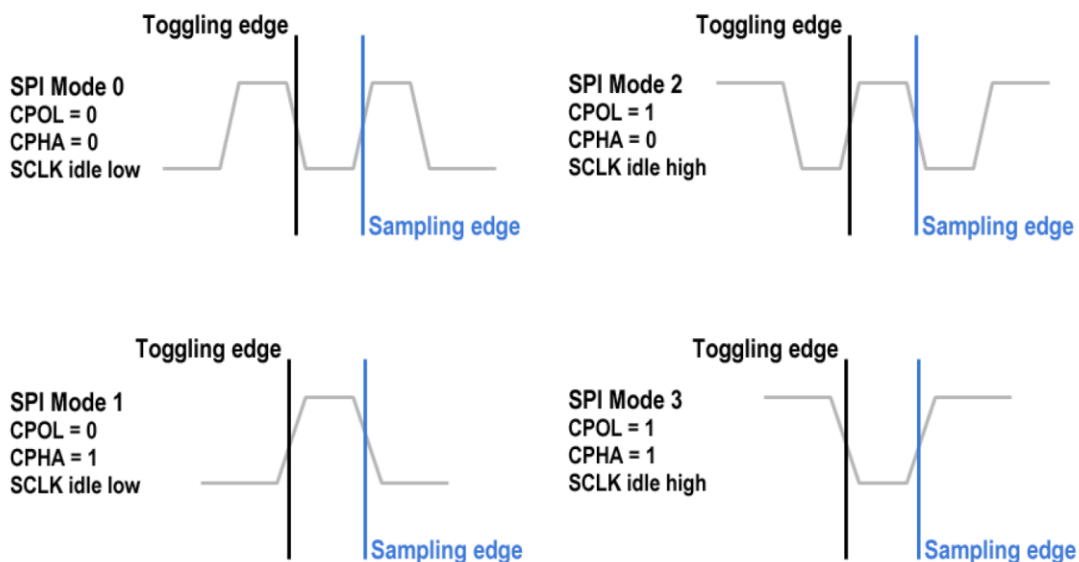 Toggling edge
SPI Mode 0
CPOL = 0
CPHA = 0
SCLK idle low
Sampling edge
Toggling edge
SPI Mode 2
CPOL = 1
CPHA = 0
SCLK idle high
Sampling edge
Toggling edge
SPI Mode 1
CPOL = 0
CPHA = 1
SCLK idle low
Sampling edge
Toggling edge
SPI Mode 3
CPOL = 1
CPHA = 1
SCLK idle high
Sampling edge